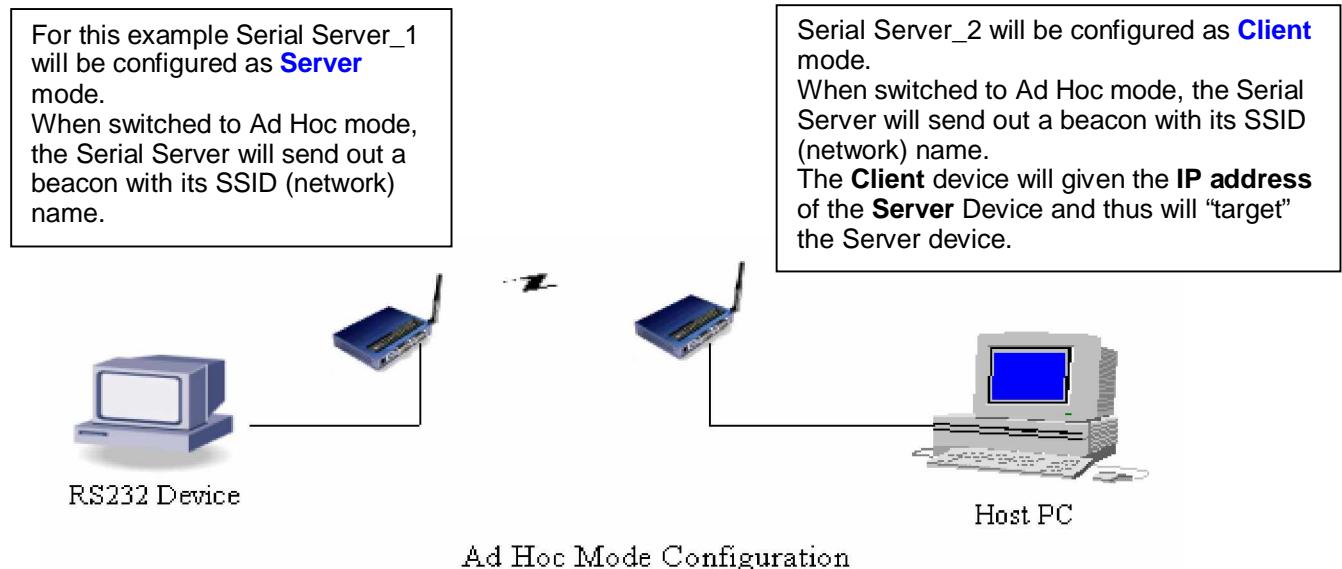 For this example Serial Server_1
will be configured as Server
mode.
When switched to Ad Hoc mode,
the Serial Server will send out a
beacon with its SSID (network)
name.
Serial Server_2 will be configured as Client
mode.
When switched to Ad Hoc mode, the Serial
Server will send out a beacon with its SSID
(network) name.
The Client device will given the IP address
of the Server Device and thus will “target”
the Server device.
RS232 Device
Host PC
Ad Hoc Mode Configuration